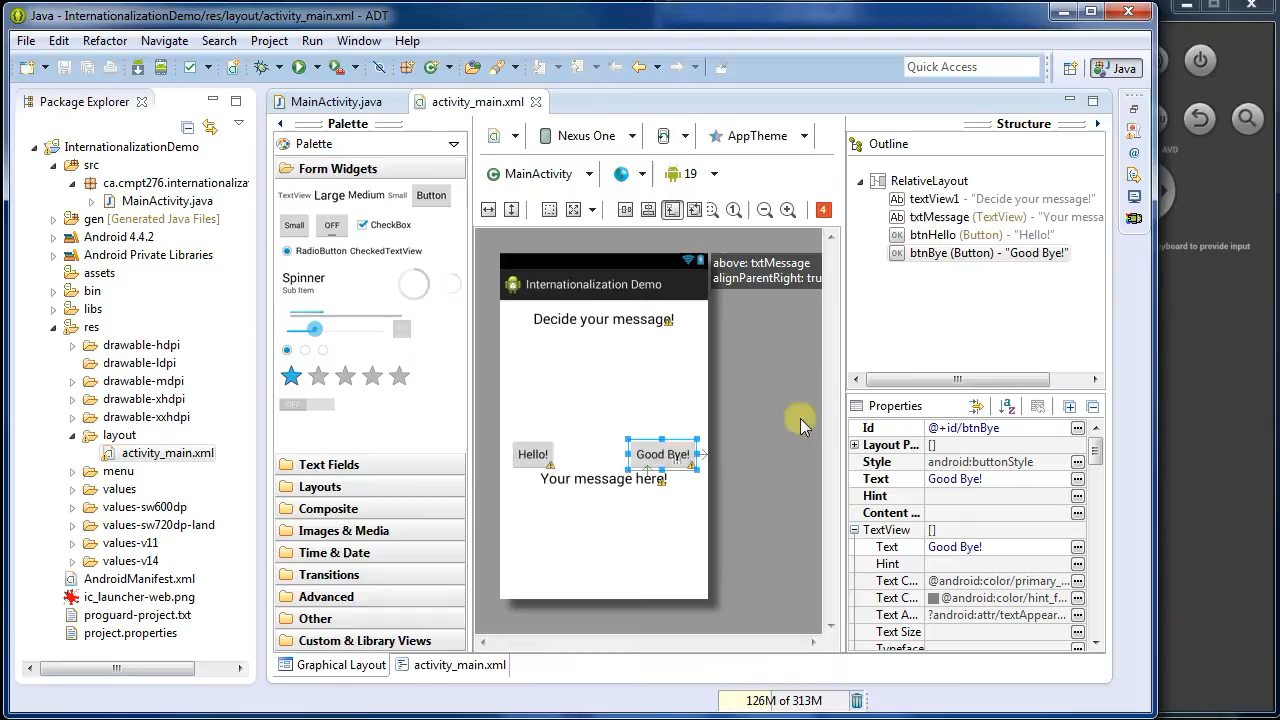 Java - InternationalizationDemo/res/layout/activity_main.xml - ADT
File Edit Refactor Navigate Search Project Run Window Help
Quick Access
Java
Package Explorer
InternationalizationDemo
src
ca.cmpt276.internationaliza
MainActivity.java
gen [Generated Java Files]
Android 4.4.2
Android Private Libraries
assets
bin
libs
res
drawable-hdpi
drawable-ldpi
drawable-mdpi
drawable-xhdpi
drawable-xxhdpi
layout
activity_main.xml
menu
values
values-sw600dp
values-sw720dp-land
values-v11
values-v14
AndroidManifest.xml
ic_launcher-web.png
proguard-project.txt
project.properties
MainActivity.java
activity_main.xml
Palette
Palette
Form Widgets
TextView Large Medium Small Button
Small OFF CheckBox
RadioButton CheckedTextView
Spinner
Sub Item
OFF
Text Fields
Layouts
Composite
Images & Media
Time & Date
Transitions
Advanced
Other
Custom & Library Views
Graphical Layout
activity_main.xml
Nexus One
AppTheme
MainActivity
19
4
above: txtMessage
alignParentRight: tru
Internationalization Demo
Decide your message!
Hello!
Good Bye!
Your message here!
Structure
Outline
RelativeLayout
Ab textView1 - "Decide your message!"
Ab txtMessage (TextView) - "Your messa
OK btnHello (Button) - "Hello!"
OK btnBye (Button) - "Good Bye!"
Properties
Id @+id/btnBye
Layout P... []
Style android:buttonStyle
Text Good Bye!
Hint
Content ...
TextView []
Text Good Bye!
Hint
Text C... @android:color/primary_...
Text C... @android:color/hint_f...
Text A... ?android:attr/textAppear...
Text Size
Typeface
126M of 313M
AVD
eyboard to provide input